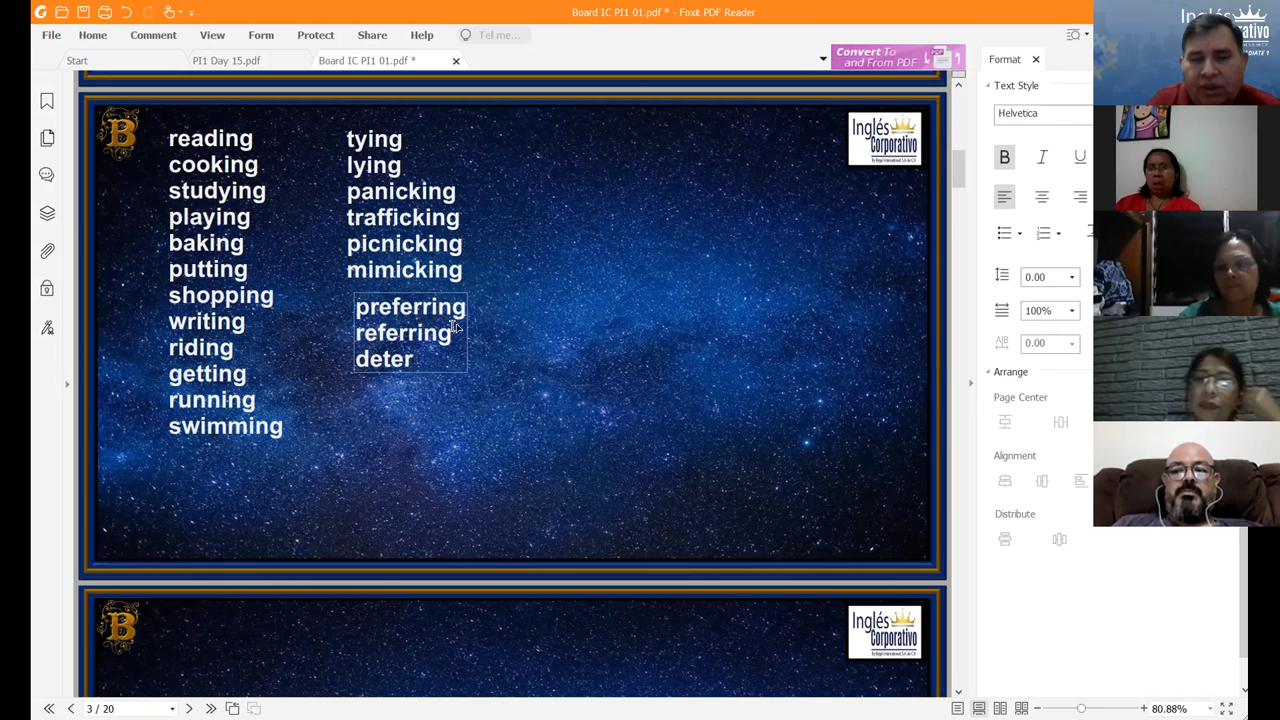 Board IC PI1 01.pdf * - Foxit PDF Reader
File Home Comment View Form Protect Share Help Tell me...
Start
PI1 Day 15.pdf
Board IC PI1 01.pdf *
Convert To
and From PDF
Format
Text Style
Helvetica
B I U
0.00
100%
0.00
Arrange
Page Center
Alignment
Distribute
B
Inglés
Corporativo
reading
cooking
studying
playing
baking
putting
shopping
writing
riding
getting
running
swimming
tying
lying
panicking
trafficking
picnicking
mimicking
preferring
referring
deter
B
Inglés
Corporativo
3 / 20
80.88%
Inglés